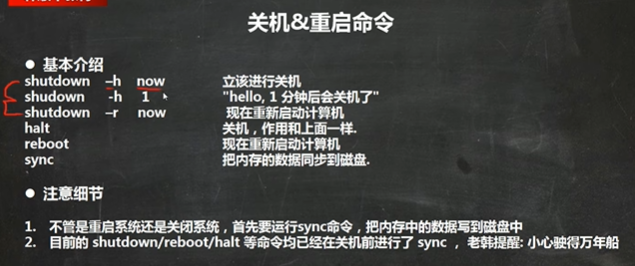 关机&重启命令
● 基本介绍
shutdown –h now 立该进行关机
shudown -h 1 "hello, 1 分钟后会关机了"
shutdown –r now 现在重新启动计算机
halt 关机，作用和上面一样.
reboot 现在重新启动计算机
sync 把内存的数据同步到磁盘.
● 注意细节
1. 不管是重启系统还是关闭系统，首先要运行sync命令，把内存中的数据写到磁盘中
2. 目前的 shutdown/reboot/halt 等命令均已经在关机前进行了 sync ， 老韩提醒: 小心驶得万年船